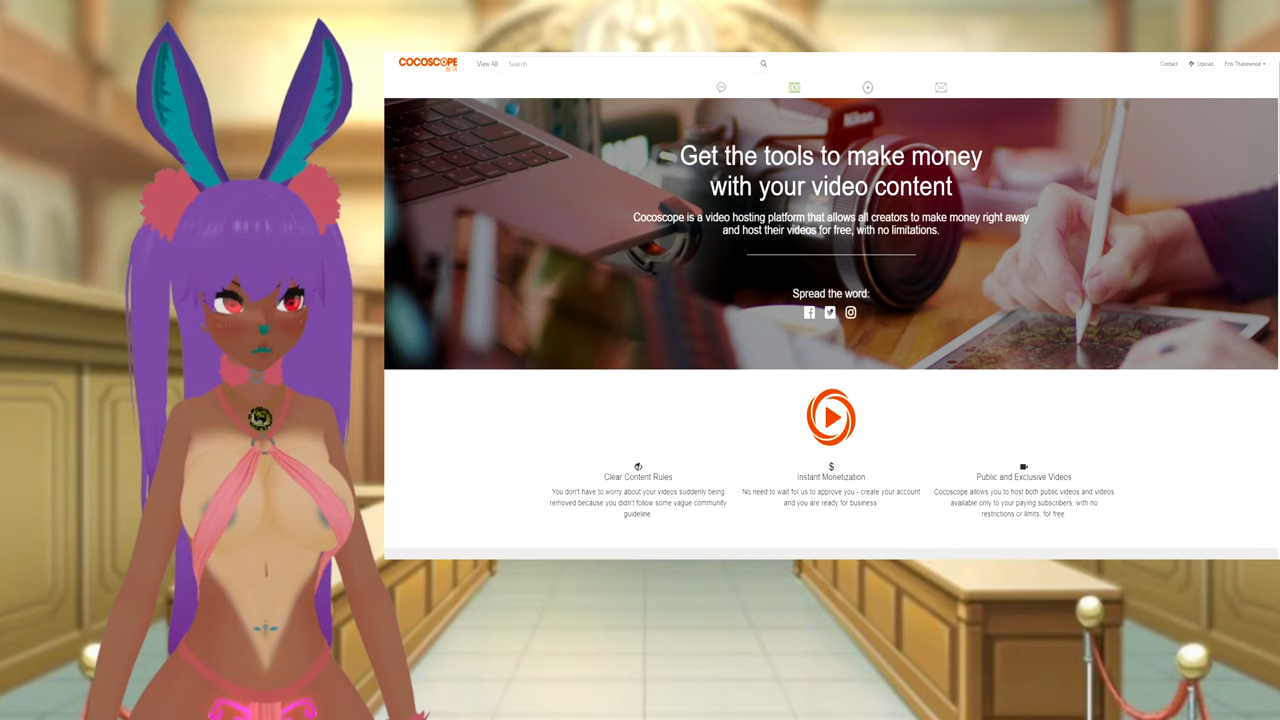 COCOSCOPE
BETA
View All
Search
Contact
Upload
Eris Thannwood
Nikon
Get the tools to make money
with your video content
Cocoscope is a video hosting platform that allows all creators to make money right away
and host their videos for free, with no limitations.
Spread the word:
Clear Content Rules
You don't have to worry about your videos suddenly being
removed because you didn't follow some vague community
guideline
$
Instant Monetization
No need to wait for us to approve you - create your account
and you are ready for business
Public and Exclusive Videos
Cocoscope allows you to host both public videos and videos
available only to your paying subscribers, with no
restrictions or limits, for free